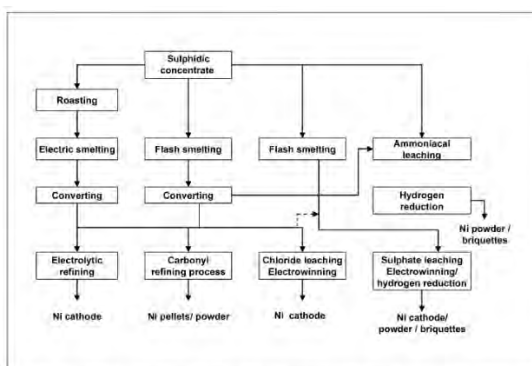 Sulphidic
concentrate
Roasting
Electric smelting
Flash smelting
Flash smelting
Ammoniacal
leaching
Converting
Converting
Hydrogen
reduction
Ni powder /
briquettes
Electrolytic
refining
Carbonyl
refining process
Chloride leaching
Electrowinning
Sulphate leaching
Electrowinning/
hydrogen reduction
Ni cathode
Ni pellets/ powder
Ni cathode
Ni cathode/
powder / briquettes